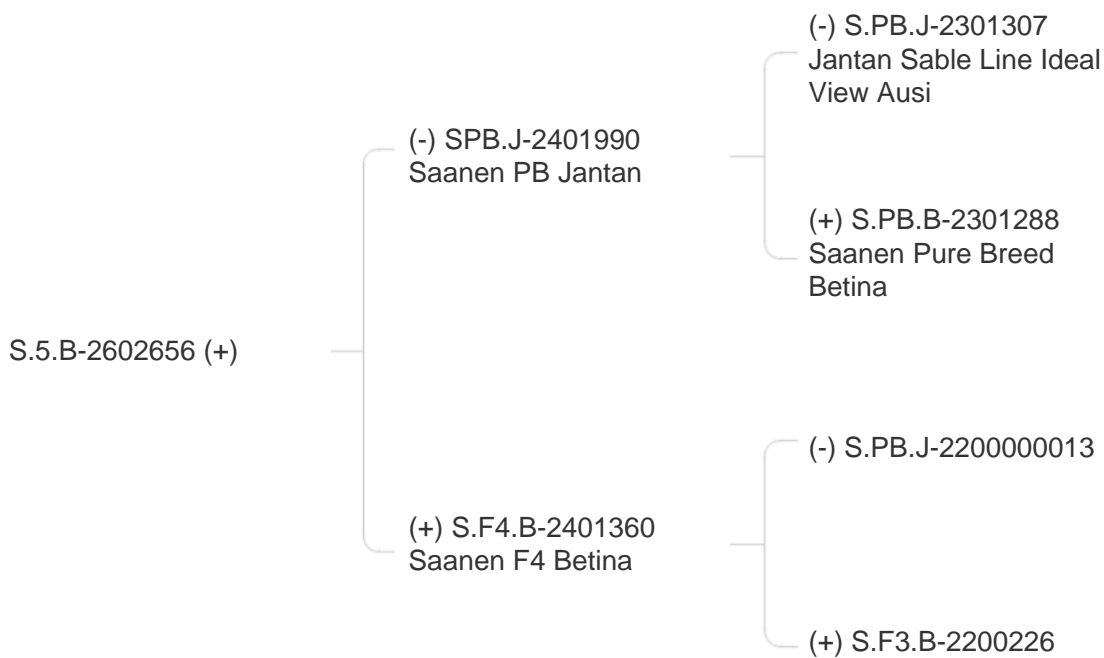 (-) S.PB.J-2301307
Jantan Sable Line Ideal
View Ausi
(-) SPB.J-2401990
Saanen PB Jantan
(+) S.PB.B-2301288
Saanen Pure Breed
Betina
S.5.B-2602656 (+)
(-) S.PB.J-2200000013
(+) S.F4.B-2401360
Saanen F4 Betina
(+) S.F3.B-2200226